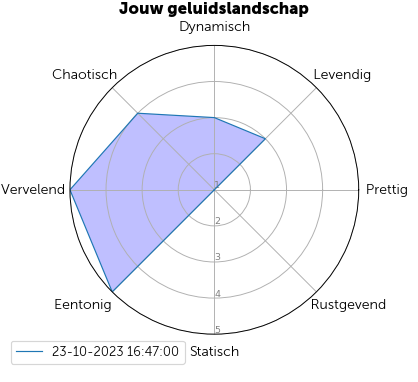 Jouw geluidslandschap
Dynamisch
Chaotisch
Levendig
Vervelend
1
Prettig
2
3
4
Eentonig
Rustgevend
5
23-10-2023 16:47:00
Statisch